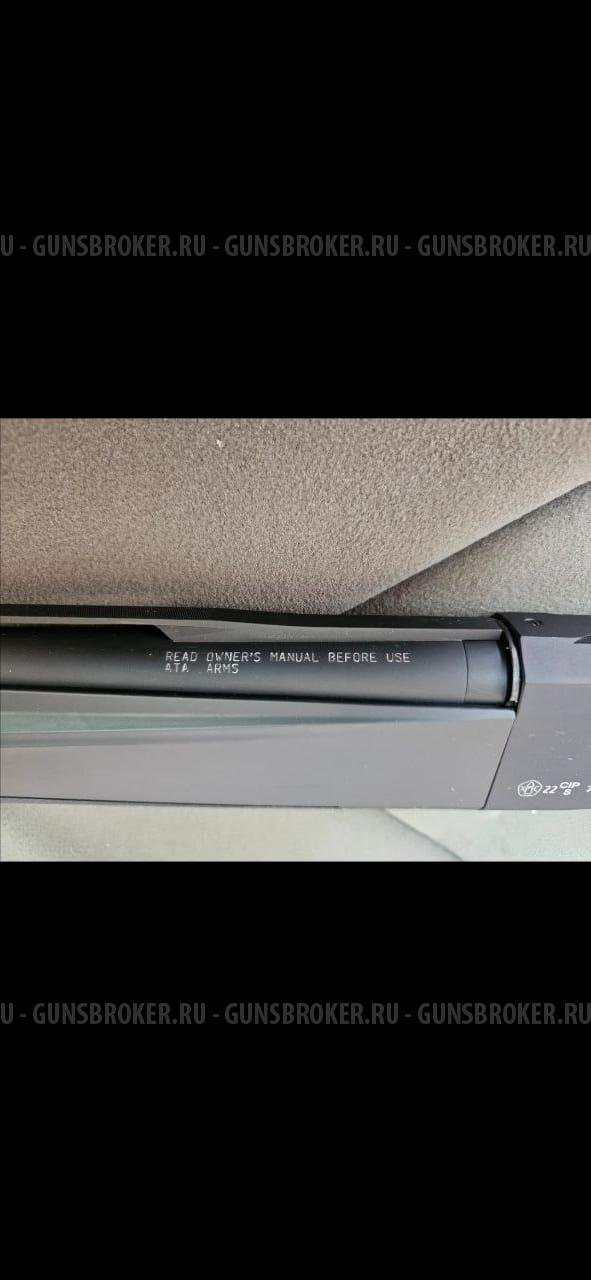 U - GUNSBROKER.RU - GUNSBROKER.RU - GUNSBROKER.RU
READ OWNER'S MANUAL BEFORE USE
ATA ARMS
22 CIP
S
U - GUNSBROKER.RU - GUNSBROKER.RU - GUNSBROKER.RU